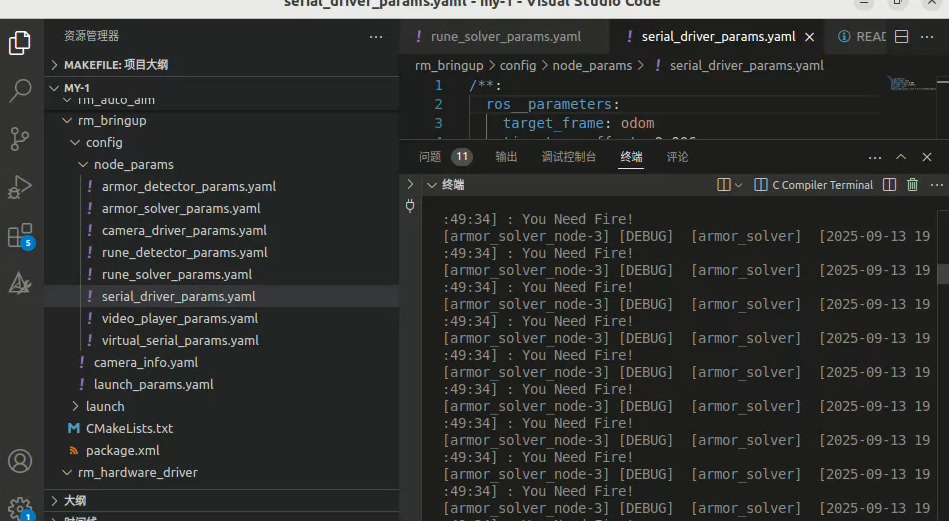 serial_driver_params.yaml - my-1 - Visual Studio Code
资源管理器
MAKEFILE: 项目大纲
MY-1
rm_auto_aim
rm_bringup
config
node_params
armor_detector_params.yaml
armor_solver_params.yaml
camera_driver_params.yaml
rune_detector_params.yaml
rune_solver_params.yaml
serial_driver_params.yaml
video_player_params.yaml
virtual_serial_params.yaml
camera_info.yaml
launch_params.yaml
launch
CMakeLists.txt
package.xml
rm_hardware_driver
大纲
时间线
5
1
rune_solver_params.yaml
serial_driver_params.yaml
READ
rm_bringup > config > node_params > serial_driver_params.yaml
1 /**:
2 ros__parameters:
3 target_frame: odom
问题 11 输出 调试控制台 终端 评论
终端
C Compiler Terminal
:49:34] : You Need Fire!
[armor_solver_node-3] [DEBUG] [armor_solver] [2025-09-13 19
:49:34] : You Need Fire!
[armor_solver_node-3] [DEBUG] [armor_solver] [2025-09-13 19
:49:34] : You Need Fire!
[armor_solver_node-3] [DEBUG] [armor_solver] [2025-09-13 19
:49:34] : You Need Fire!
[armor_solver_node-3] [DEBUG] [armor_solver] [2025-09-13 19
:49:34] : You Need Fire!
[armor_solver_node-3] [DEBUG] [armor_solver] [2025-09-13 19
:49:34] : You Need Fire!
[armor_solver_node-3] [DEBUG] [armor_solver] [2025-09-13 19
:49:34] : You Need Fire!
[armor_solver_node-3] [DEBUG] [armor_solver] [2025-09-13 19
:49:34] : You Need Fire!
[armor_solver_node-3] [DEBUG] [armor_solver] [2025-09-13 19
:49:34] : You Need Fire!
[armor_solver_node-3] [DEBUG] [armor_solver] [2025-09-13 19